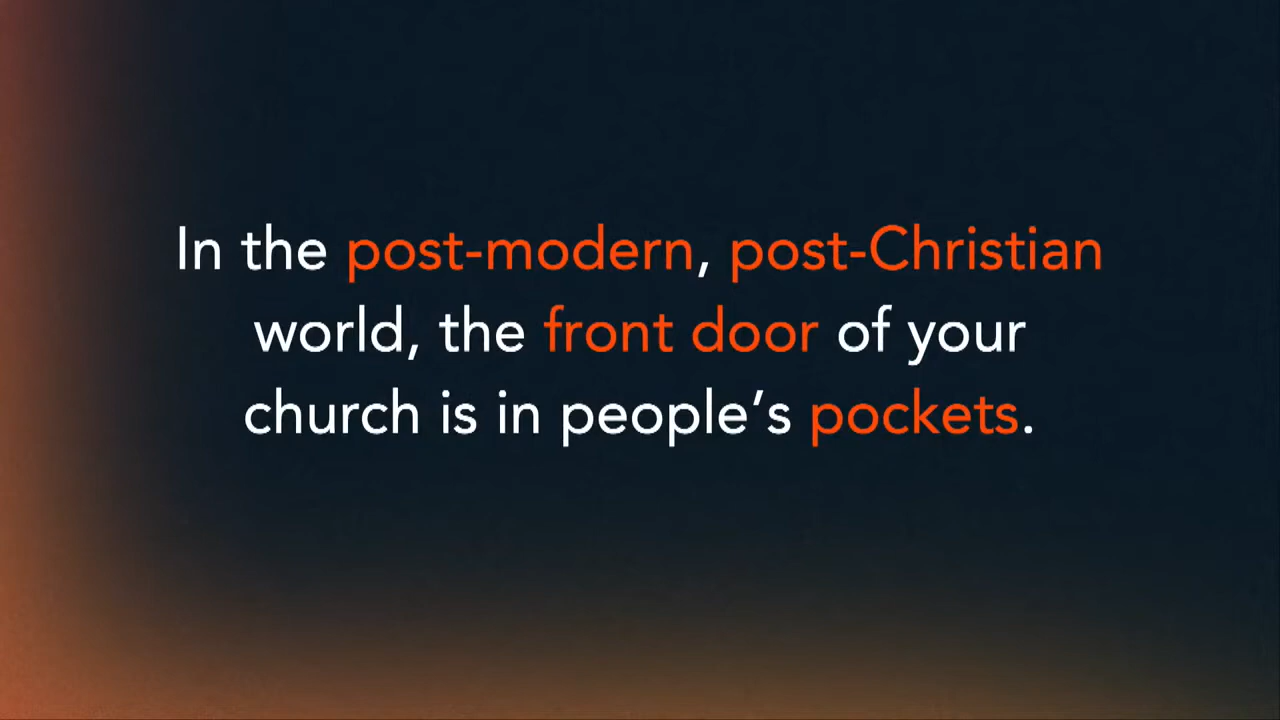 In the post-modern, post-Christian
world, the front door of your
church is in people’s pockets.